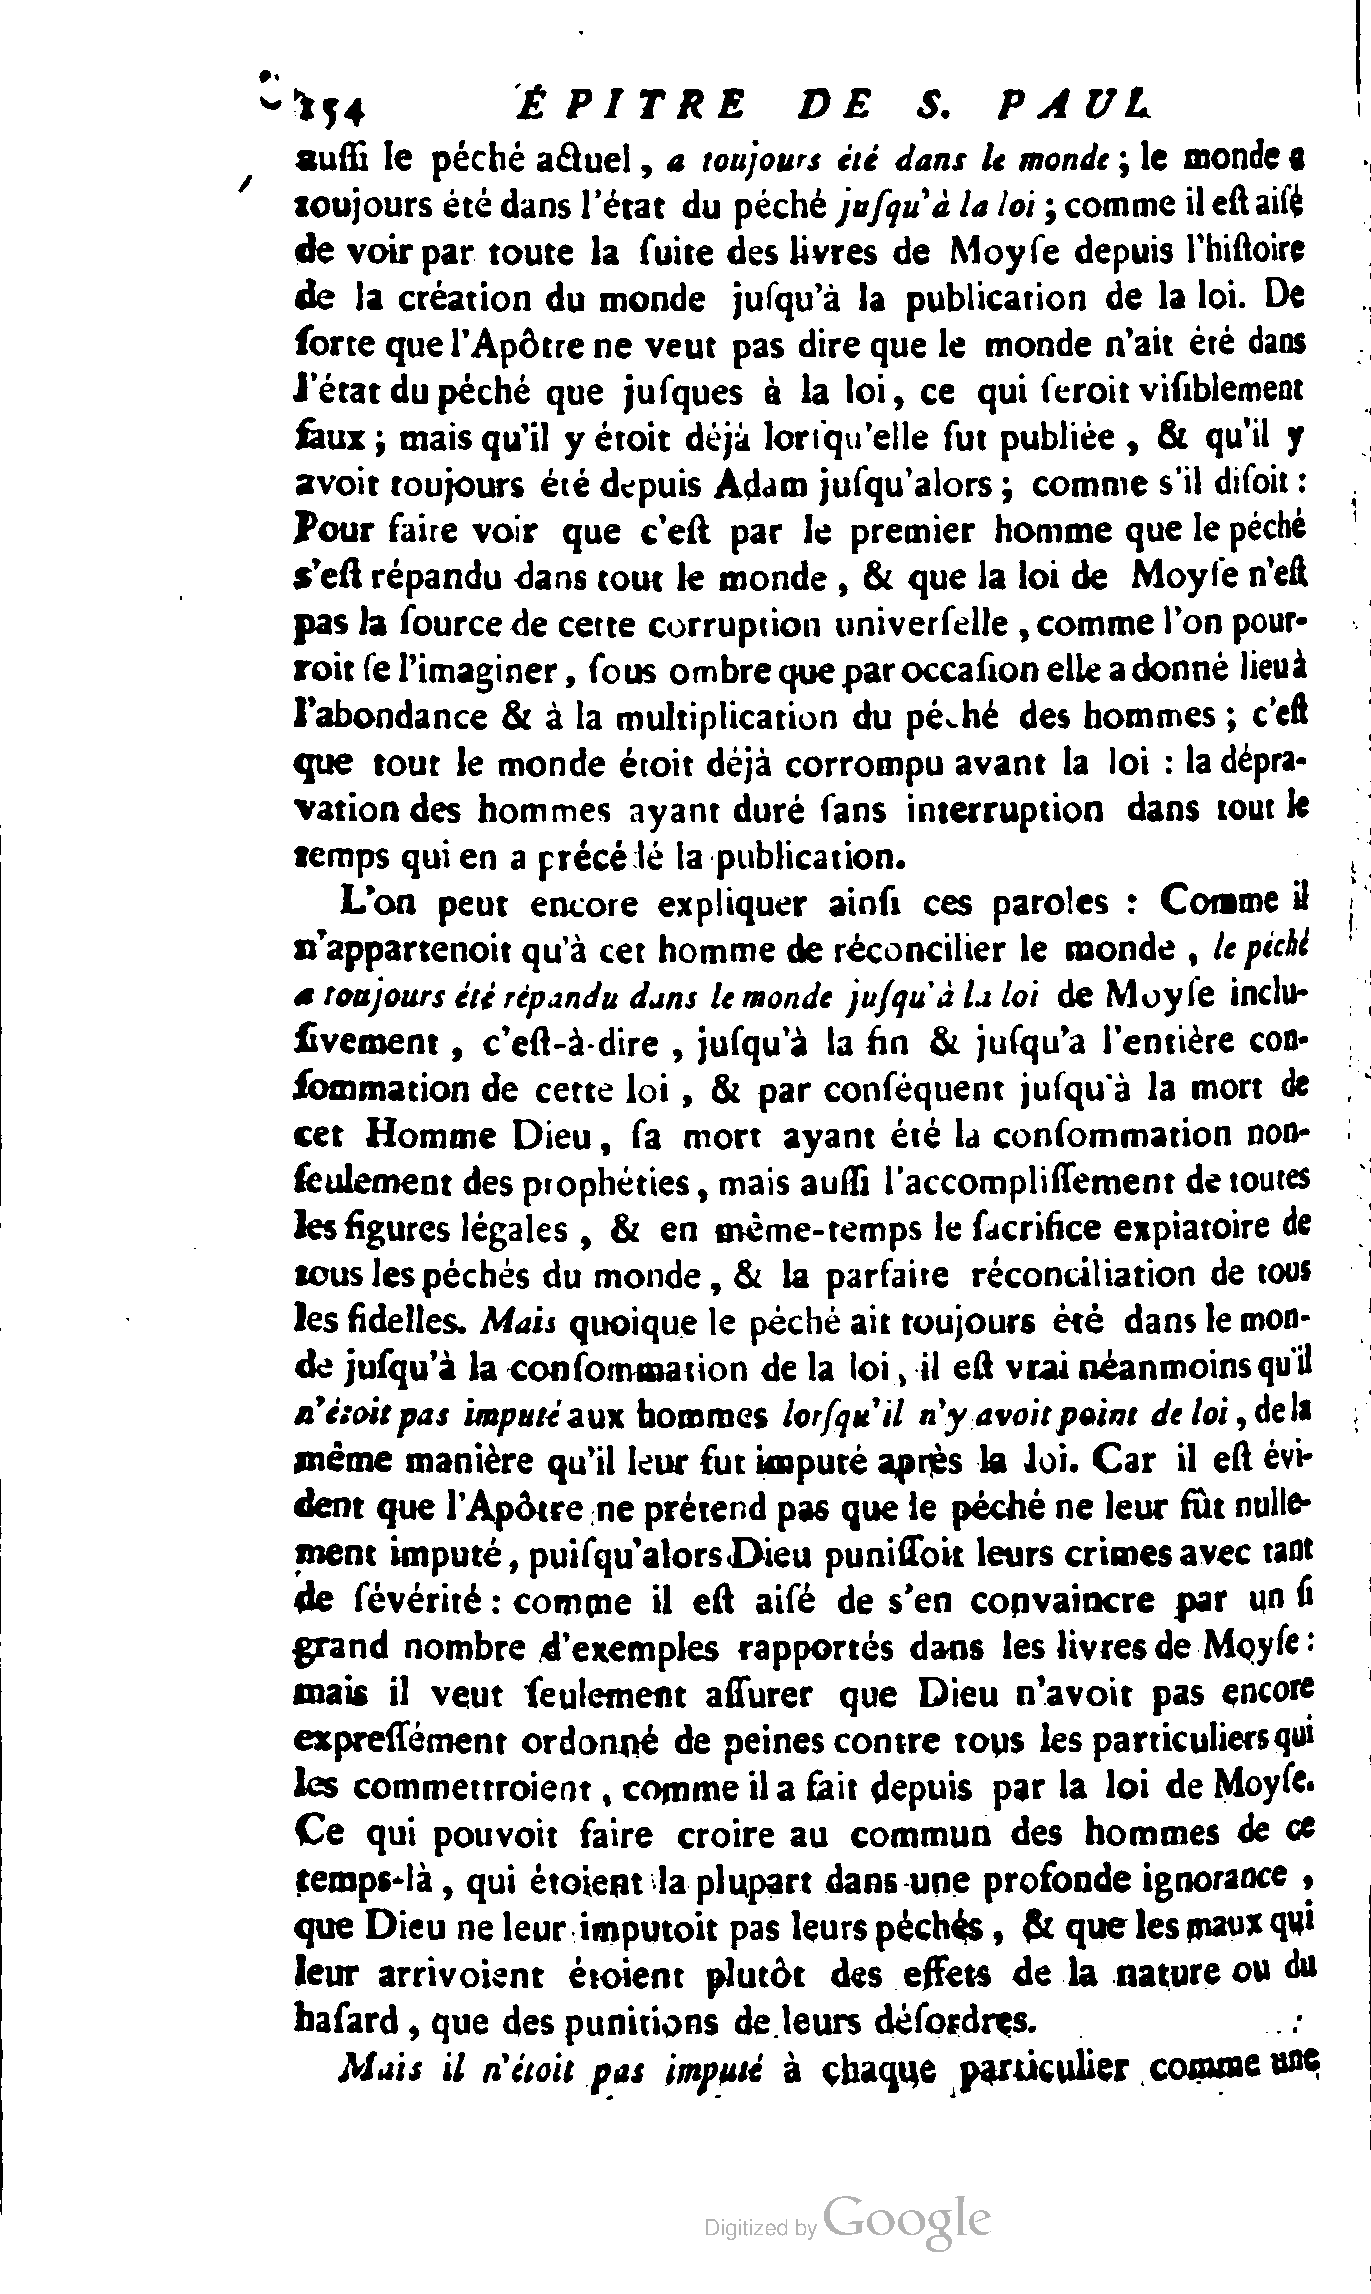 154 ÉPITRE DE S. PAUL
auſſi le péché actuel, a toujours été dans le monde ; le monde a
toujours été dans l'état du péché juſqu'à la loi ; comme il eſt aiſé
de voir par toute la ſuite des livres de Moyſe depuis l'hiſtoire
de la création du monde juſqu'à la publication de la loi. De
ſorte que l'Apôtre ne veut pas dire que le monde n'ait été dans
l'état du péché que juſques à la loi, ce qui ſeroit viſiblement
faux ; mais qu'il y étoit déjà lorſqu'elle fut publiée, & qu'il y
avoit toujours été depuis Adam juſqu'alors ; comme s'il diſoit :
Pour faire voir que c'eſt par le premier homme que le péché
s'eſt répandu dans tout le monde, & que la loi de Moyſe n'eſt
pas la ſource de cette corruption univerſelle, comme l'on pour-
roit ſe l'imaginer, ſous ombre que par occaſion elle a donné lieu à
l'abondance & à la multiplication du péché des hommes ; c'eſt
que tout le monde étoit déjà corrompu avant la loi : la dépra-
vation des hommes ayant duré ſans interruption dans tout le
temps qui en a précédé la publication.
L'on peut encore expliquer ainſi ces paroles : Comme il
n'appartenoit qu'à cet homme de réconcilier le monde, le péché
a toujours été répandu dans le monde juſqu'à la loi de Moyſe inclu-
ſivement, c'eſt-à-dire, juſqu'à la fin & juſqu'a l'entière con-
ſommation de cette loi, & par conſéquent juſqu'à la mort de
cet Homme Dieu, ſa mort ayant été la conſommation non-
ſeulement des prophéties, mais auſſi l'accompliſſement de toutes
les figures légales, & en même-temps le ſacrifice expiatoire de
tous les péchés du monde, & la parfaite réconciliation de tous
les fidelles. Mais quoique le péché ait toujours été dans le mon-
de juſqu'à la conſommation de la loi, il eſt vrai néanmoins qu'il
n'étoit pas imputé aux hommes lorſqu'il n'y avoit point de loi, de la
même manière qu'il leur fut imputé après la loi. Car il eſt évi-
dent que l'Apôtre ne prétend pas que le péché ne leur fût nulle-
ment imputé, puiſqu'alors Dieu puniſſoit leurs crimes avec tant
de ſévérité : comme il eſt aiſé de s'en convaincre par un ſi
grand nombre d'exemples rapportés dans les livres de Moyſe :
mais il veut ſeulement aſſurer que Dieu n'avoit pas encore
expreſſément ordonné de peines contre tous les particuliers qui
les commettroient, comme il a fait depuis par la loi de Moyſe.
Ce qui pouvoit faire croire au commun des hommes de ce
temps-là, qui étoient la plupart dans une profonde ignorance,
que Dieu ne leur imputoit pas leurs péchés, & que les maux qui
leur arrivoient étoient plutôt des effets de la nature ou du
haſard, que des punitions de leurs déſordres.
Mais il n'étoit pas imputé à chaque particulier comme une
Digitized by Google